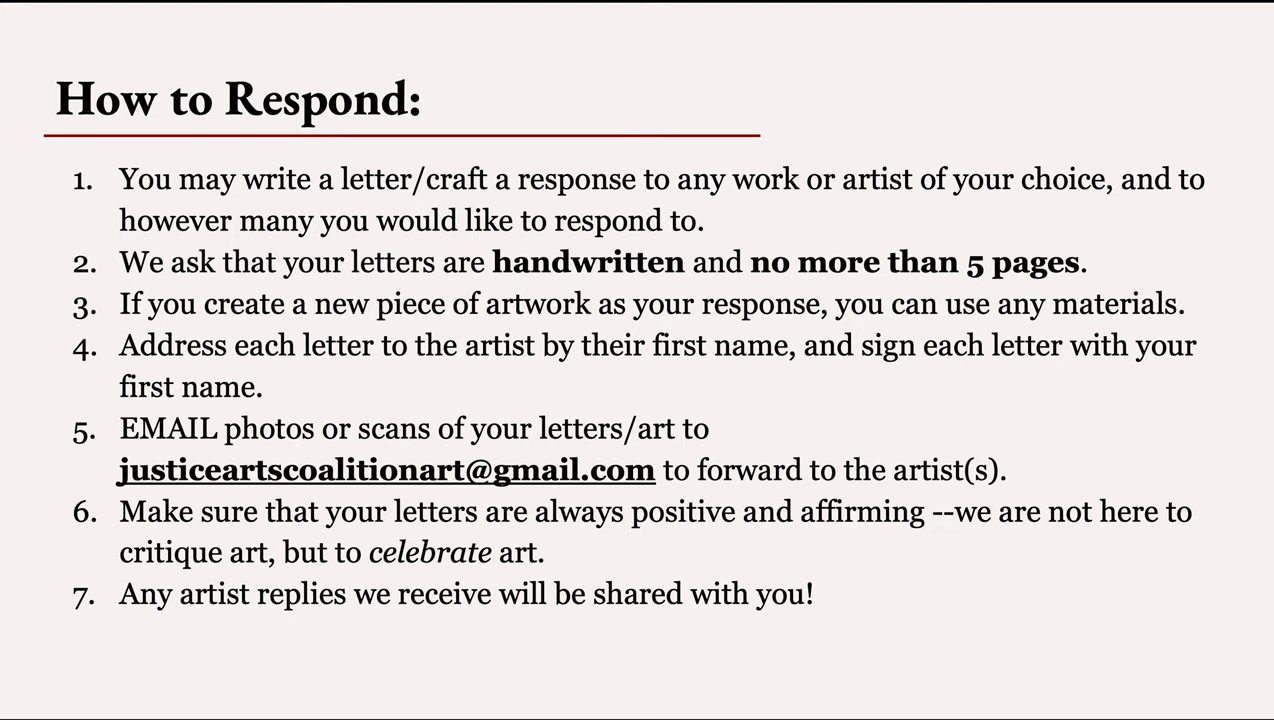 How to Respond:
1. You may write a letter/craft a response to any work or artist of your choice, and to
however many you would like to respond to.
2. We ask that your letters are handwritten and no more than 5 pages.
3. If you create a new piece of artwork as your response, you can use any materials.
4. Address each letter to the artist by their first name, and sign each letter with your
first name.
5. EMAIL photos or scans of your letters/art to
justiceartscoalitionart@gmail.com to forward to the artist(s).
6. Make sure that your letters are always positive and affirming --we are not here to
critique art, but to celebrate art.
7. Any artist replies we receive will be shared with you!